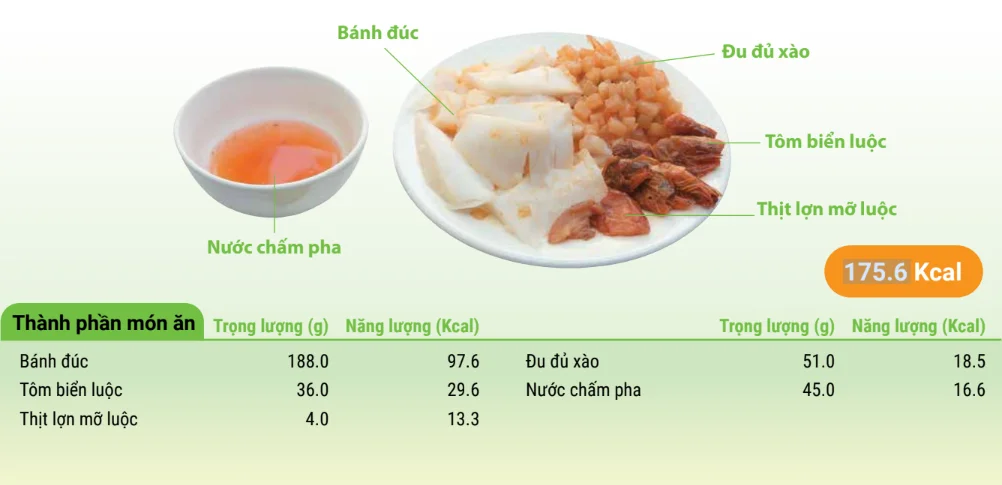 Bánh đúc
Đu đủ xào
Tôm biển luộc
Thịt lợn mỡ luộc
Nước chấm pha
175.6 Kcal
Thành phần món ăn Trọng lượng (g) Năng lượng (Kcal) Trọng lượng (g) Năng lượng (Kcal)
Bánh đúc 188.0 97.6 Đu đủ xào 51.0 18.5
Tôm biển luộc 36.0 29.6 Nước chấm pha 45.0 16.6
Thịt lợn mỡ luộc 4.0 13.3